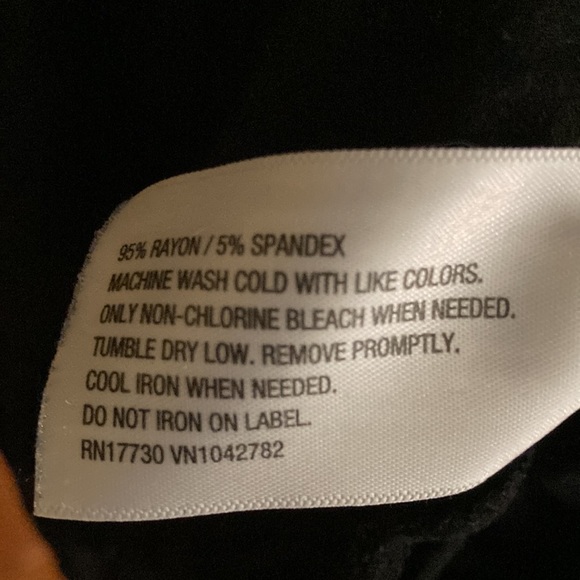 95% RAYON / 5% SPANDEX
MACHINE WASH COLD WITH LIKE COLORS.
ONLY NON-CHLORINE BLEACH WHEN NEEDED.
TUMBLE DRY LOW. REMOVE PROMPTLY.
COOL IRON WHEN NEEDED.
DO NOT IRON ON LABEL.
RN17730 VN1042782